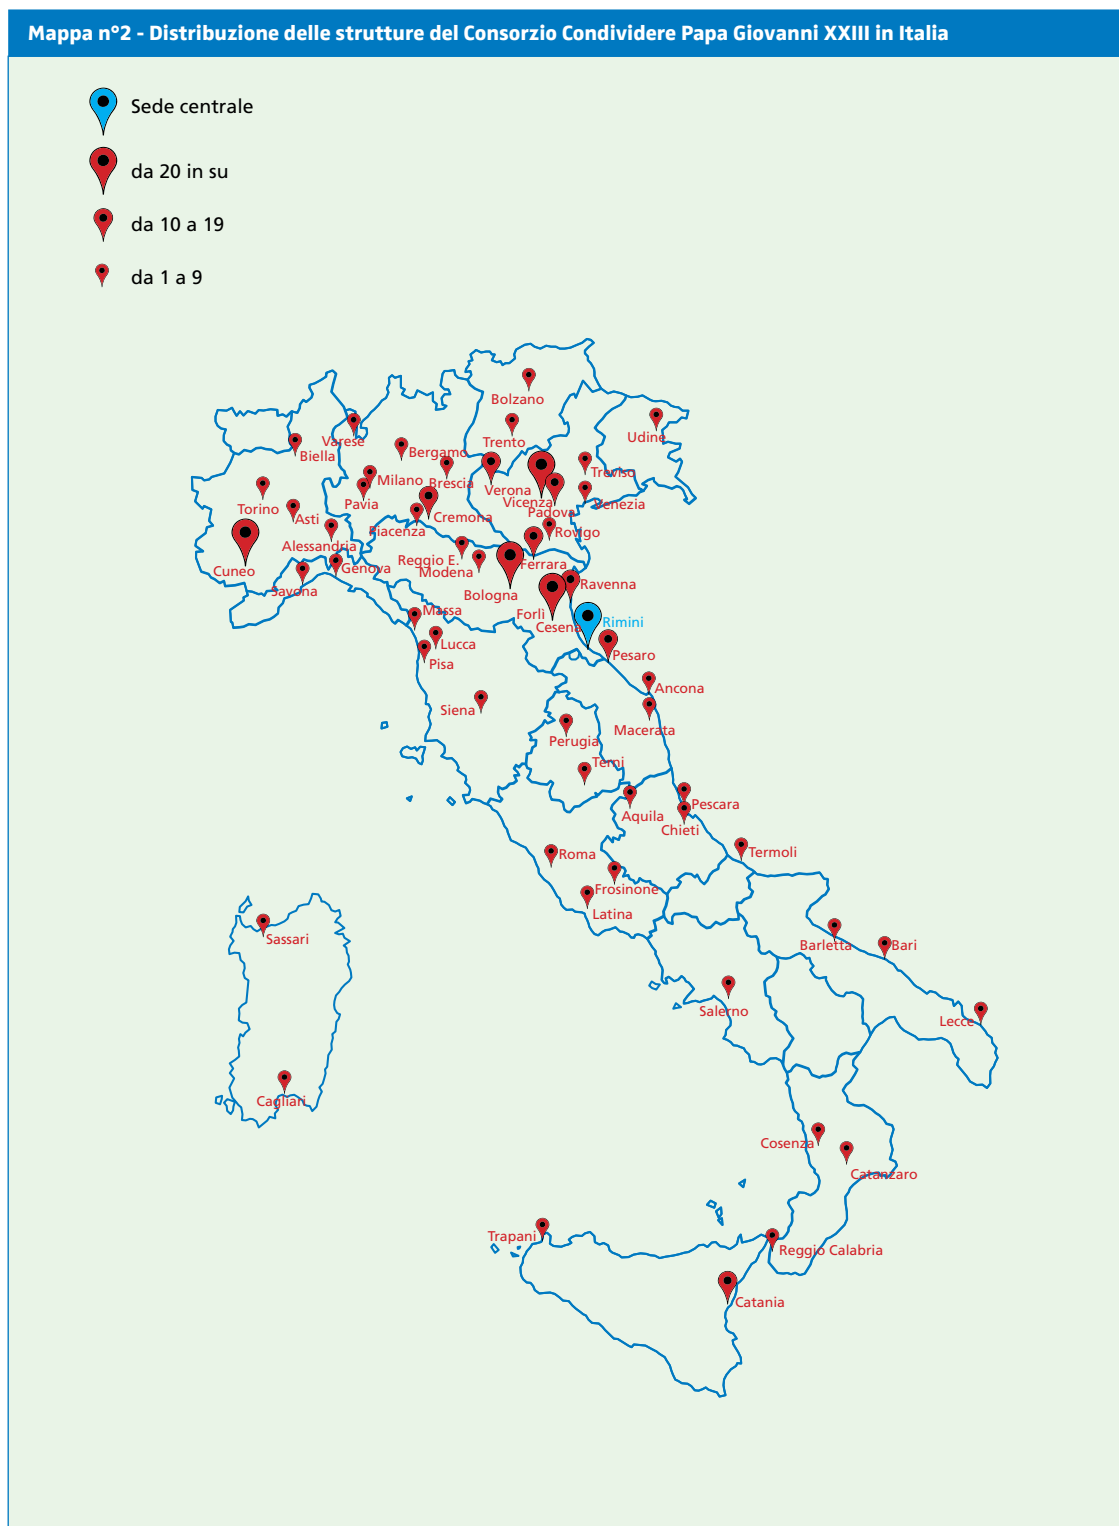 Mappa n°2 - Distribuzione delle strutture del Consorzio Condividere Papa Giovanni XXIII in Italia
Sede centrale
da 20 in su
da 10 a 19
da 1 a 9
Bolzano
Udine
Trento
Varese
Biella
Bergamo
Treviso
Milano
Brescia
Verona
Vicenza
Venezia
Pavia
Torino
Padova
Asti
Cremona
Piacenza
Rovigo
Alessandria
Reggio E.
Ferrara
Genova
Cuneo
Modena
Ravenna
Savona
Bologna
Massa
Forlì
Cesena
Rimini
Lucca
Pesaro
Pisa
Ancona
Siena
Macerata
Perugia
Terni
Pescara
Aquila
Chieti
Roma
Termoli
Frosinone
Latina
Sassari
Barletta
Bari
Salerno
Lecce
Cagliari
Cosenza
Catanzaro
Trapani
Reggio Calabria
Catania